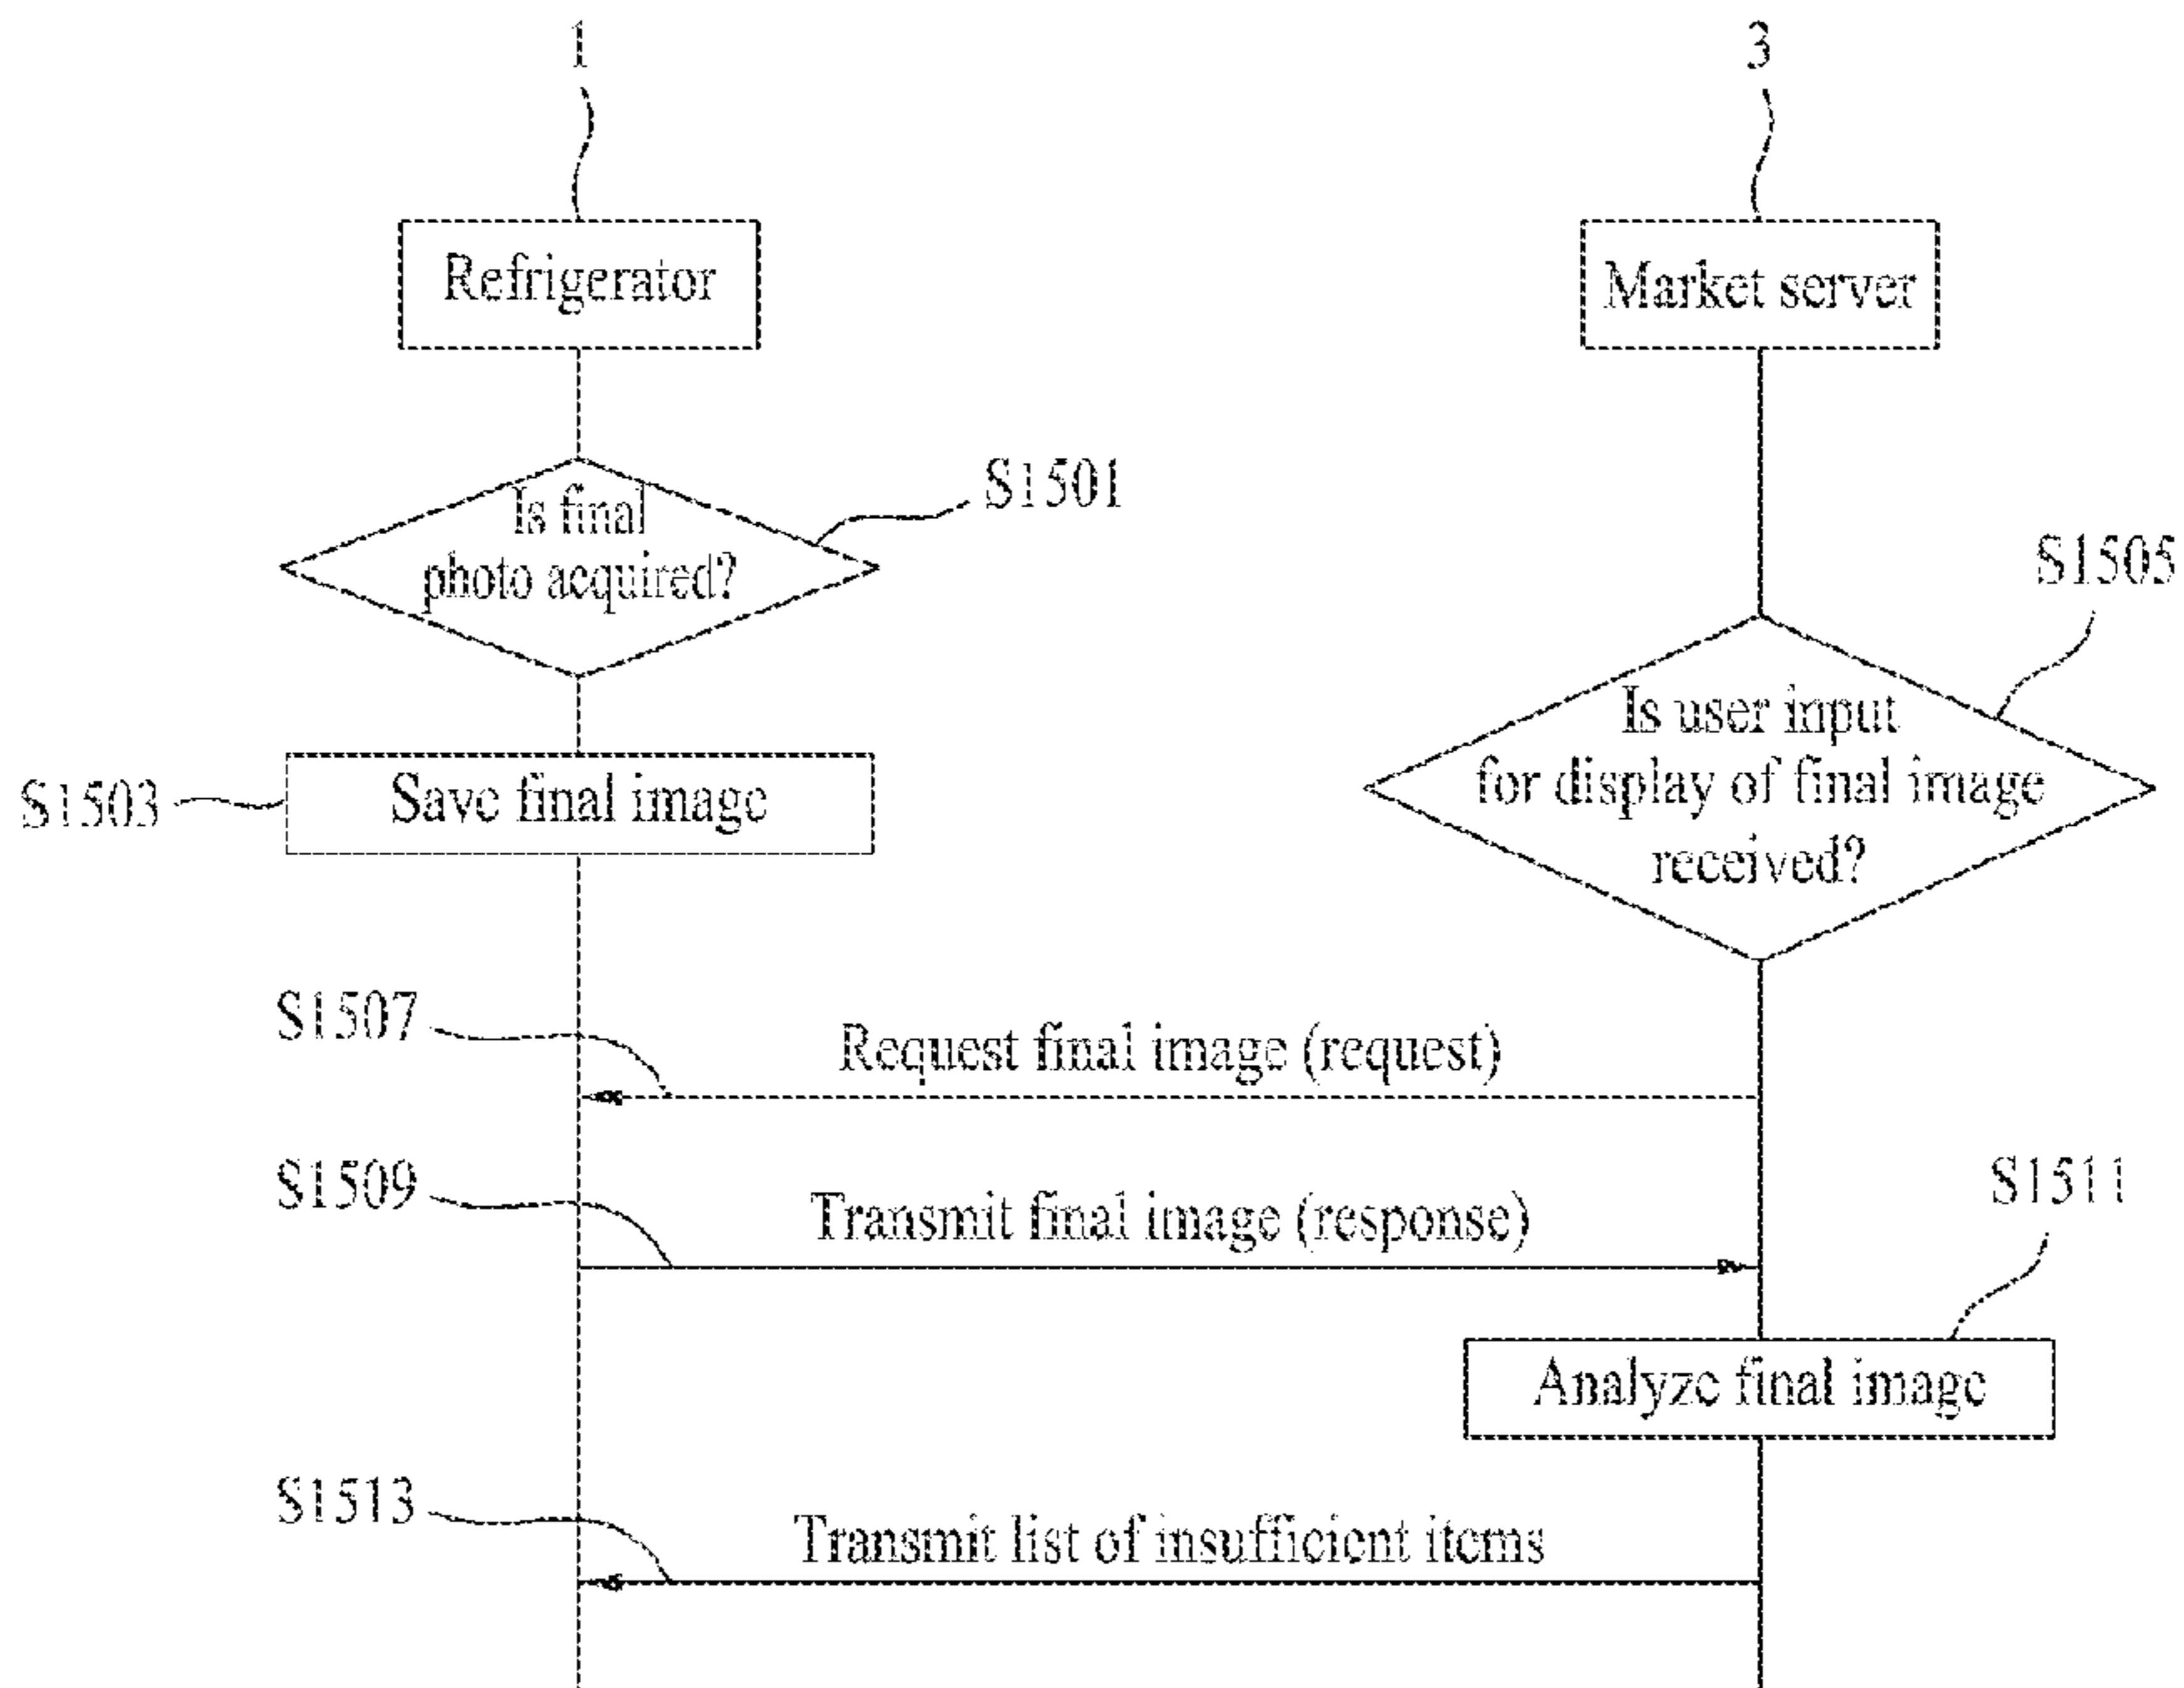 1
3
Refrigerator
Market server
Is final
photo acquired?
S1501
S1505
Is user input
for display of final image
received?
Save final image
S1503
S1507
Request final image (request)
S1509
Transmit final image (response)
S1511
Analyze final image
S1513
Transmit list of insufficient items